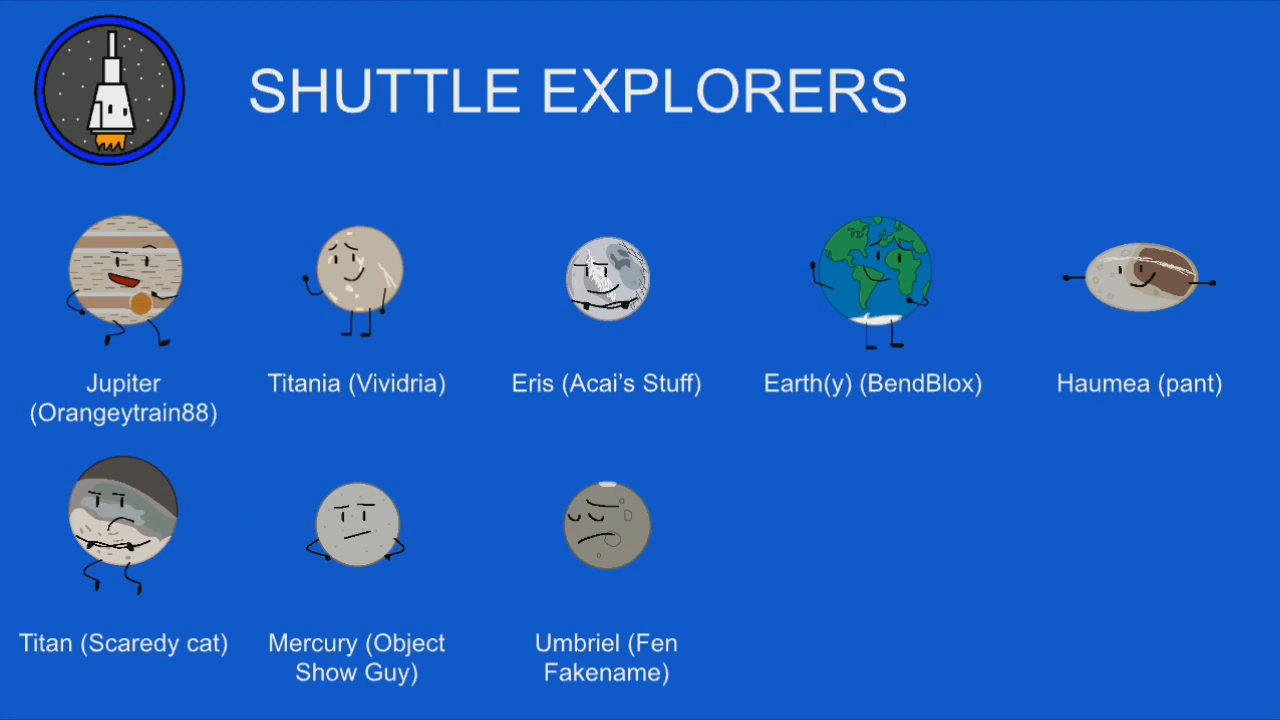 SHUTTLE EXPLORERS
Jupiter
(Orangeytrain88)
Titania (Vividria)
Eris (Acai's Stuff)
Earth(y) (BendBlox)
Haumea (pant)
Titan (Scaredy cat)
Mercury (Object
Show Guy)
Umbriel (Fen
Fakename)